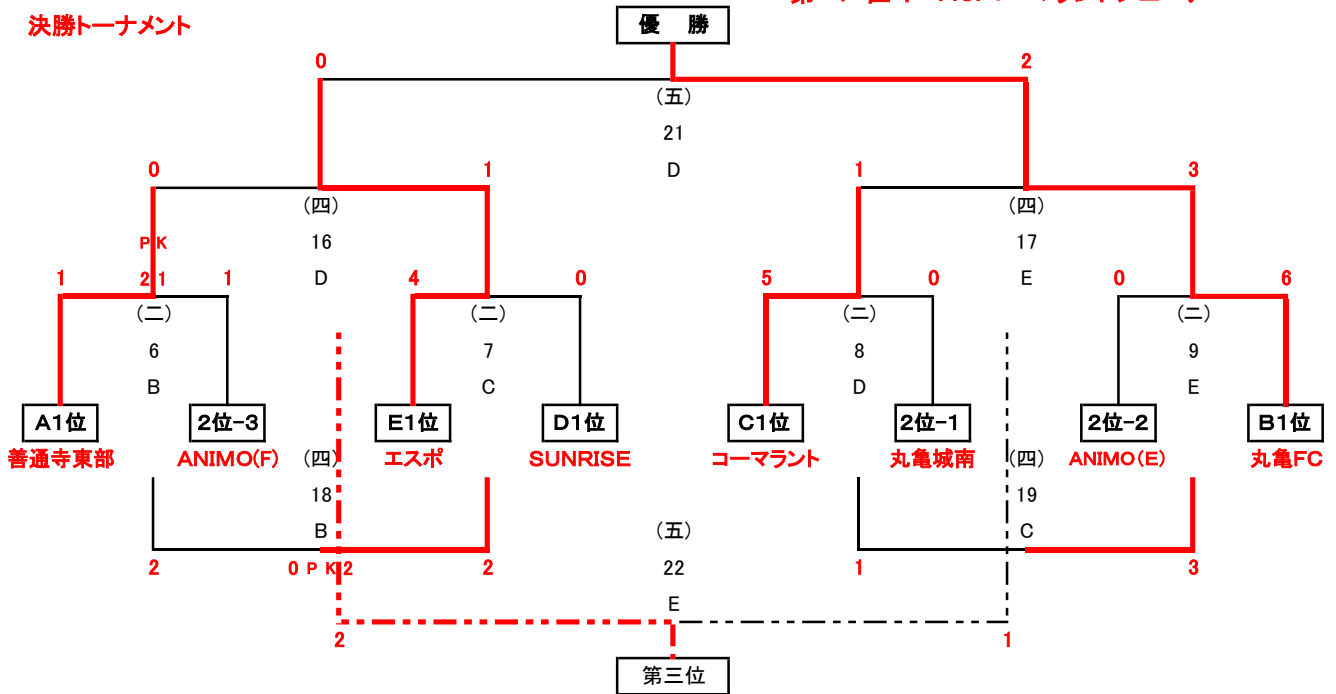 決勝トーナメント
優 勝
0 2
(五)
21
D
0 1 1 3
(四) (四)
16 17
D E
PK
1 2 1 1 4 0 5 0 0 6
(二) (二) (二) (二)
6 7 8 9
B C D E
A1位 2位-3 E1位 D1位 C1位 2位-1 2位-2 B1位
善通寺東部 ANIMO(F) エスポ SUNRISE コーマラント 丸亀城南 ANIMO(E) 丸亀FC
(四) (四)
18 19
B C
2 0 PK 2 2 1 3
(五)
22
E
2 1
第三位